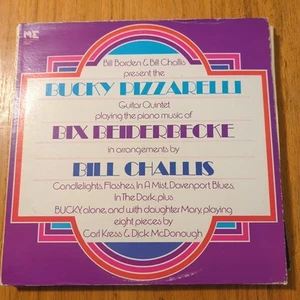 ME
Bill Borden & Bill Challis
present the
BUCKY PIZZARELLI
Guitar Quintet
playing the piano music of
BIX BEIDERBECKE
in arrangements by
BILL CHALLIS
Candlelights, Flashes, In A Mist, Davenport Blues,
In The Dark, plus
BUCKY, alone, and with daughter Mary, playing
eight pieces by
Carl Kress & Dick McDonough